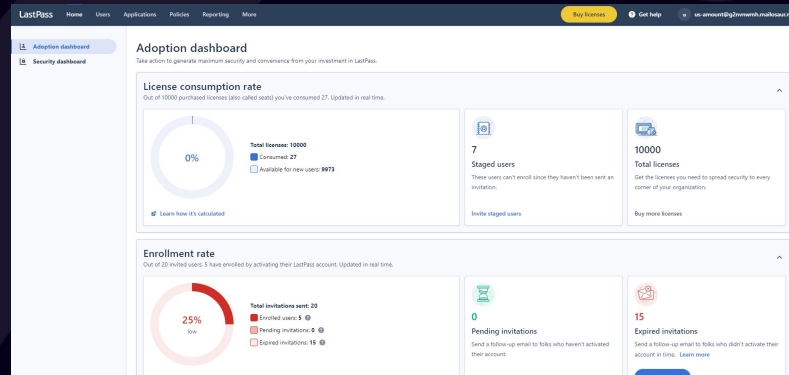 LastPass Home Users Applications Policies Reporting More Buy licenses Get help us-amount@g2nvwvmh.mailosaur.n
Adoption dashboard
Security dashboard
Adoption dashboard
Take action to generate maximum security and convenience from your investment in LastPass.
License consumption rate
Out of 10000 purchased licenses (also called seats) you've consumed 27. Updated in real time.
0%
Total licenses: 10000
Consumed: 27
Available for new users: 9973
Learn how it's calculated
7
Staged users
These users can't enroll since they haven't been sent an
invitation.
Invite staged users
10000
Total licenses
Get the licenses you need to spread security to every
corner of your organization.
Buy more licenses
Enrollment rate
Out of 20 invited users, 5 have enrolled by activating their LastPass account. Updated in real time.
25%
low
Total invitations sent: 20
Enrolled users: 5
Pending invitations: 0
Expired invitations: 15
0
Pending invitations
Send a follow-up email to folks who haven't activated
their account.
15
Expired invitations
Send a follow-up email to folks who didn't activate their
account in time. Learn more